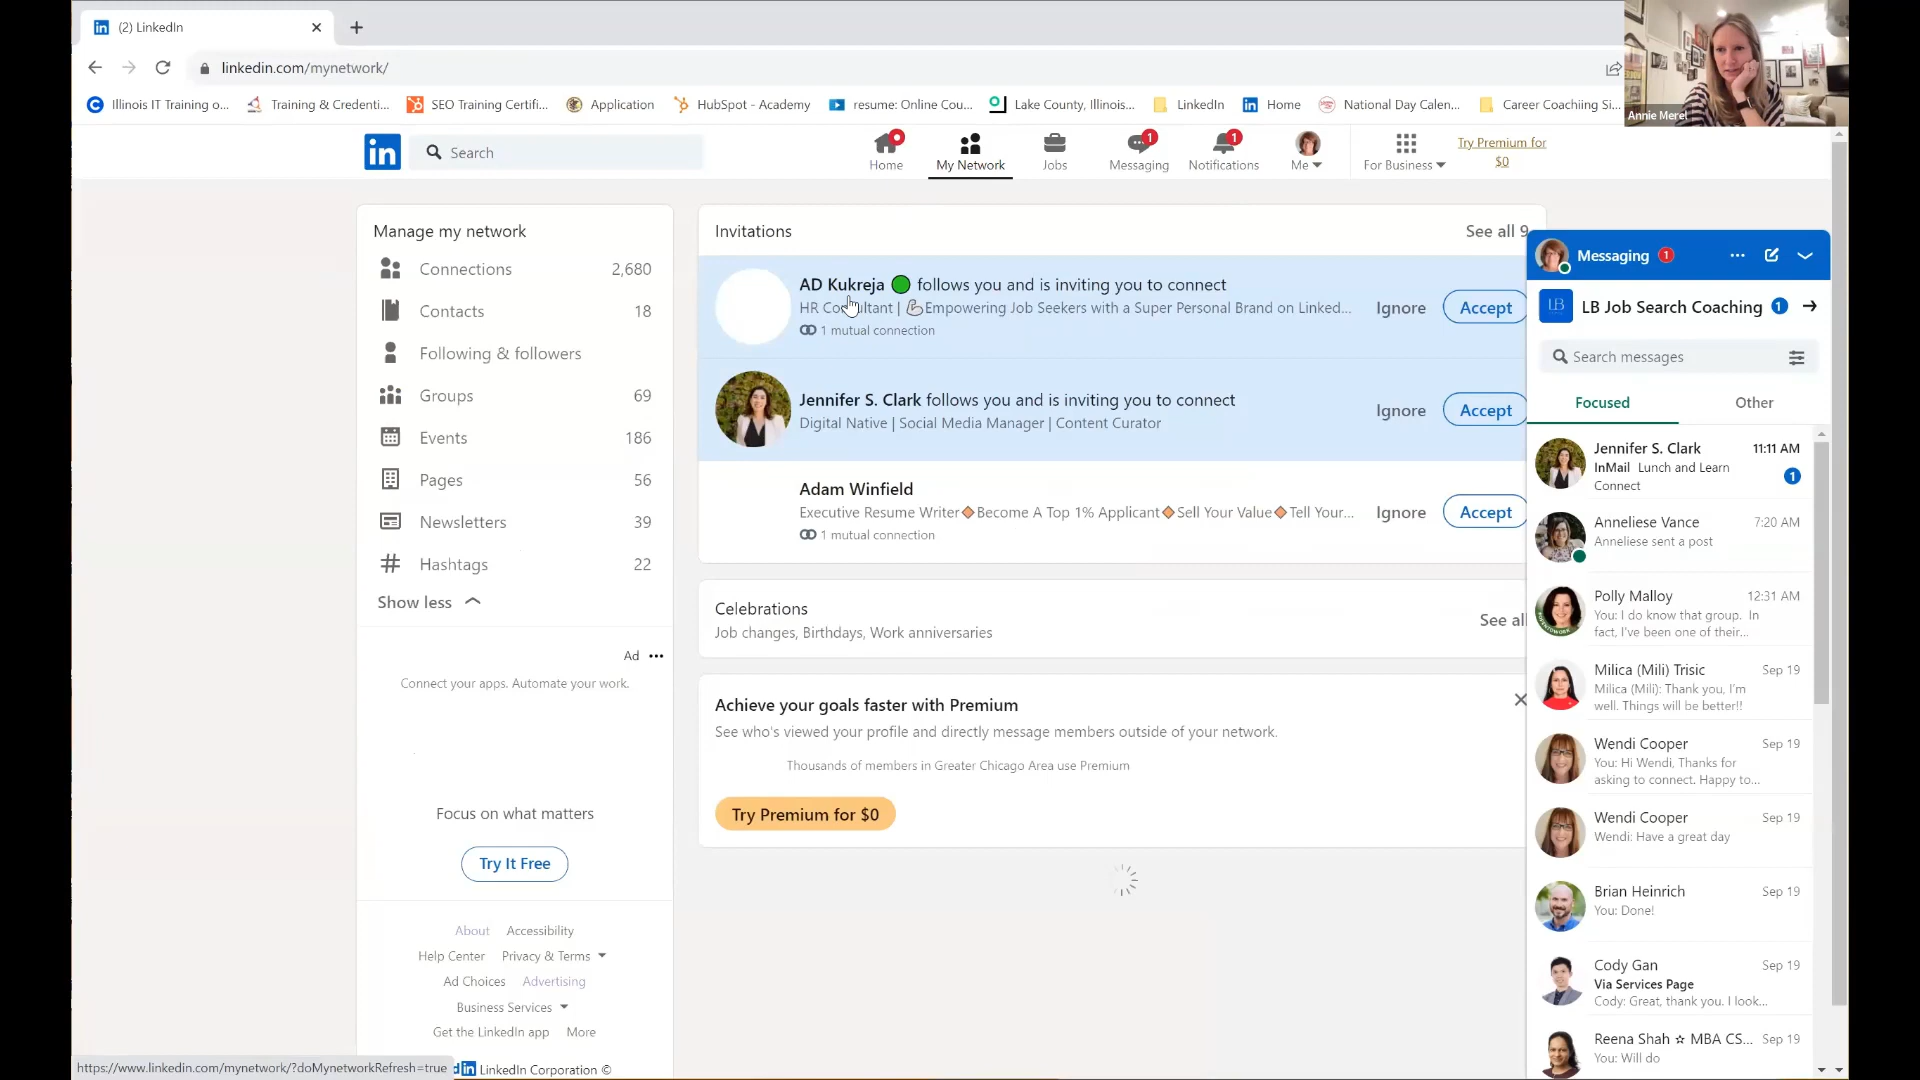 (2) LinkedIn
linkedin.com/mynetwork/
Illinois IT Training o...
Training & Credenti...
SEO Training Certifi...
Application
HubSpot - Academy
resume: Online Cou...
Lake County, Illinois...
LinkedIn
Home
National Day Calen...
Career Coachiing Si...
Annie Merel
in
Search
Home
My Network
Jobs
1
Messaging
1
Notifications
Me
For Business
Try Premium for
$0
Manage my network
Connections 2,680
Contacts 18
Following & followers
Groups 69
Events 186
Pages 56
Newsletters 39
Hashtags 22
Show less
Ad
Connect your apps. Automate your work.
Focus on what matters
Try It Free
About Accessibility
Help Center Privacy & Terms
Ad Choices Advertising
Business Services
Get the LinkedIn app More
LinkedIn Corporation ©
https://www.linkedin.com/mynetwork/?doMynetworkRefresh=true
Invitations
See all 9
AD Kukreja follows you and is inviting you to connect
HR Consultant | Empowering Job Seekers with a Super Personal Brand on Linked...
1 mutual connection
Ignore Accept
Jennifer S. Clark follows you and is inviting you to connect
Digital Native | Social Media Manager | Content Curator
Ignore Accept
Adam Winfield
Executive Resume Writer Become A Top 1% Applicant Sell Your Value Tell Your...
1 mutual connection
Ignore Accept
Celebrations
Job changes, Birthdays, Work anniversaries
See all
Achieve your goals faster with Premium
See who's viewed your profile and directly message members outside of your network.
Thousands of members in Greater Chicago Area use Premium
Try Premium for $0
Messaging 1
LB LB Job Search Coaching 1
Search messages
Focused Other
Jennifer S. Clark 11:11 AM
InMail Lunch and Learn
Connect
1
Anneliese Vance 7:20 AM
Anneliese sent a post
Polly Malloy 12:31 AM
You: I do know that group. In
fact, I've been one of their...
Milica (Mili) Trisic Sep 19
Milica (Mili): Thank you, I'm
well. Things will be better!!
Wendi Cooper Sep 19
You: Hi Wendi, Thanks for
asking to connect. Happy to...
Wendi Cooper Sep 19
Wendi: Have a great day
Brian Heinrich Sep 19
You: Done!
Cody Gan Sep 19
Via Services Page
Cody: Great, thank you. I look...
Reena Shah ☆ MBA CS... Sep 19
You: Will do